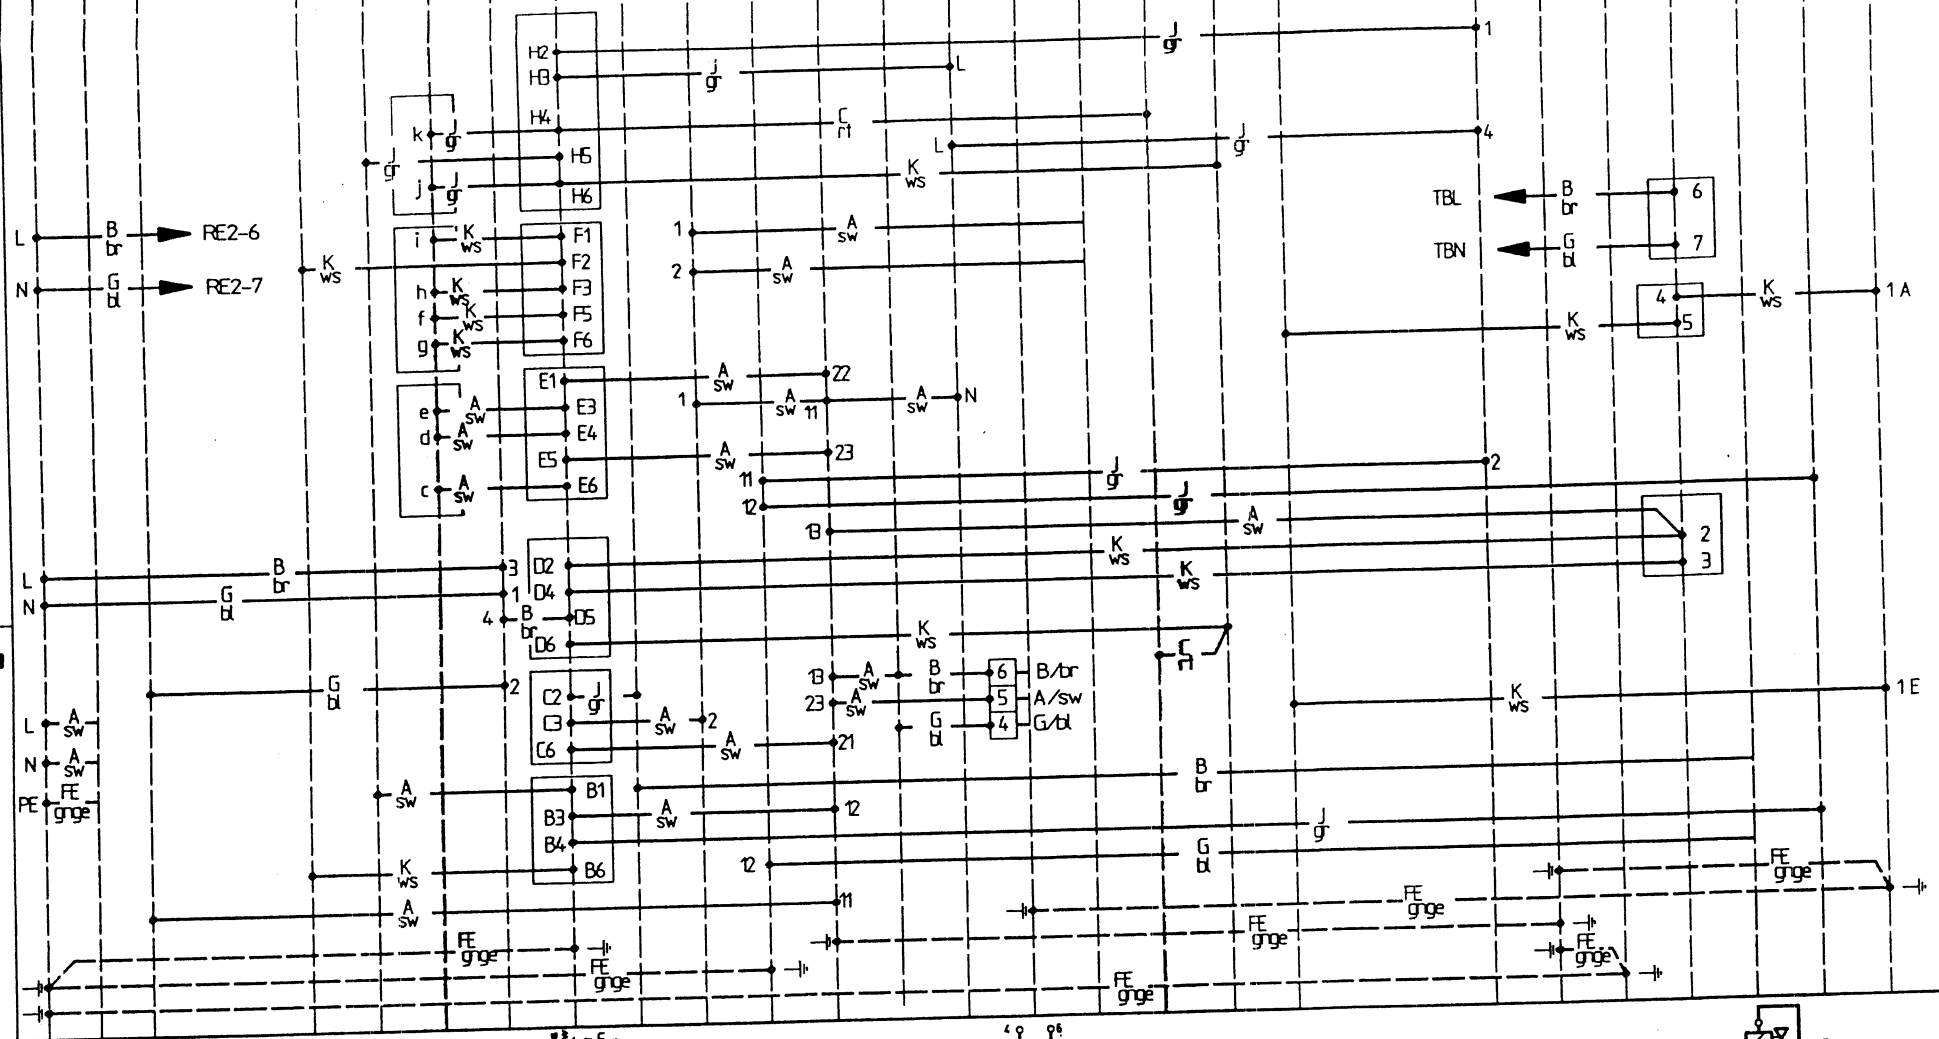 H2 J gr 1
H3 J gr L
k J gr H4 C rt
J gr H5 L J gr 4
j J gr H6 K ws
TBL B br 6
L B br RE2-6 i K ws F1 1 A sw
TBN G bl 7
K ws F2 2 A sw
N G bl RE2-7 h K ws F3
4 K ws 1 A
f K ws F5
K ws 5
g K ws F6
E1 A sw 22
e A sw E3 1 A sw 11 A sw N
d A sw E4
E5 A sw 23
11 J gr 2
c A sw E6
12 J gr
13 A sw 2
L B br 3 D2 K ws
N G bl 1 D4 K ws 3
4 B br D5
D6 K ws
C rt
13 A sw B br 6 B/br
G bl 2 C2 J gr
23 A sw 5 A/sw
K ws 1 E
L A sw C3 A sw 2
G bl 4 G/bl
C6 A sw 21
N A sw
B br
A sw B1
PE FE gnge
B3 A sw 12
B4 J gr
12 G bl
K ws B6
FE gnge
A sw 11
FE gnge
FE gnge
FE gnge
FE gnge
FE gnge
FE gnge
4 6